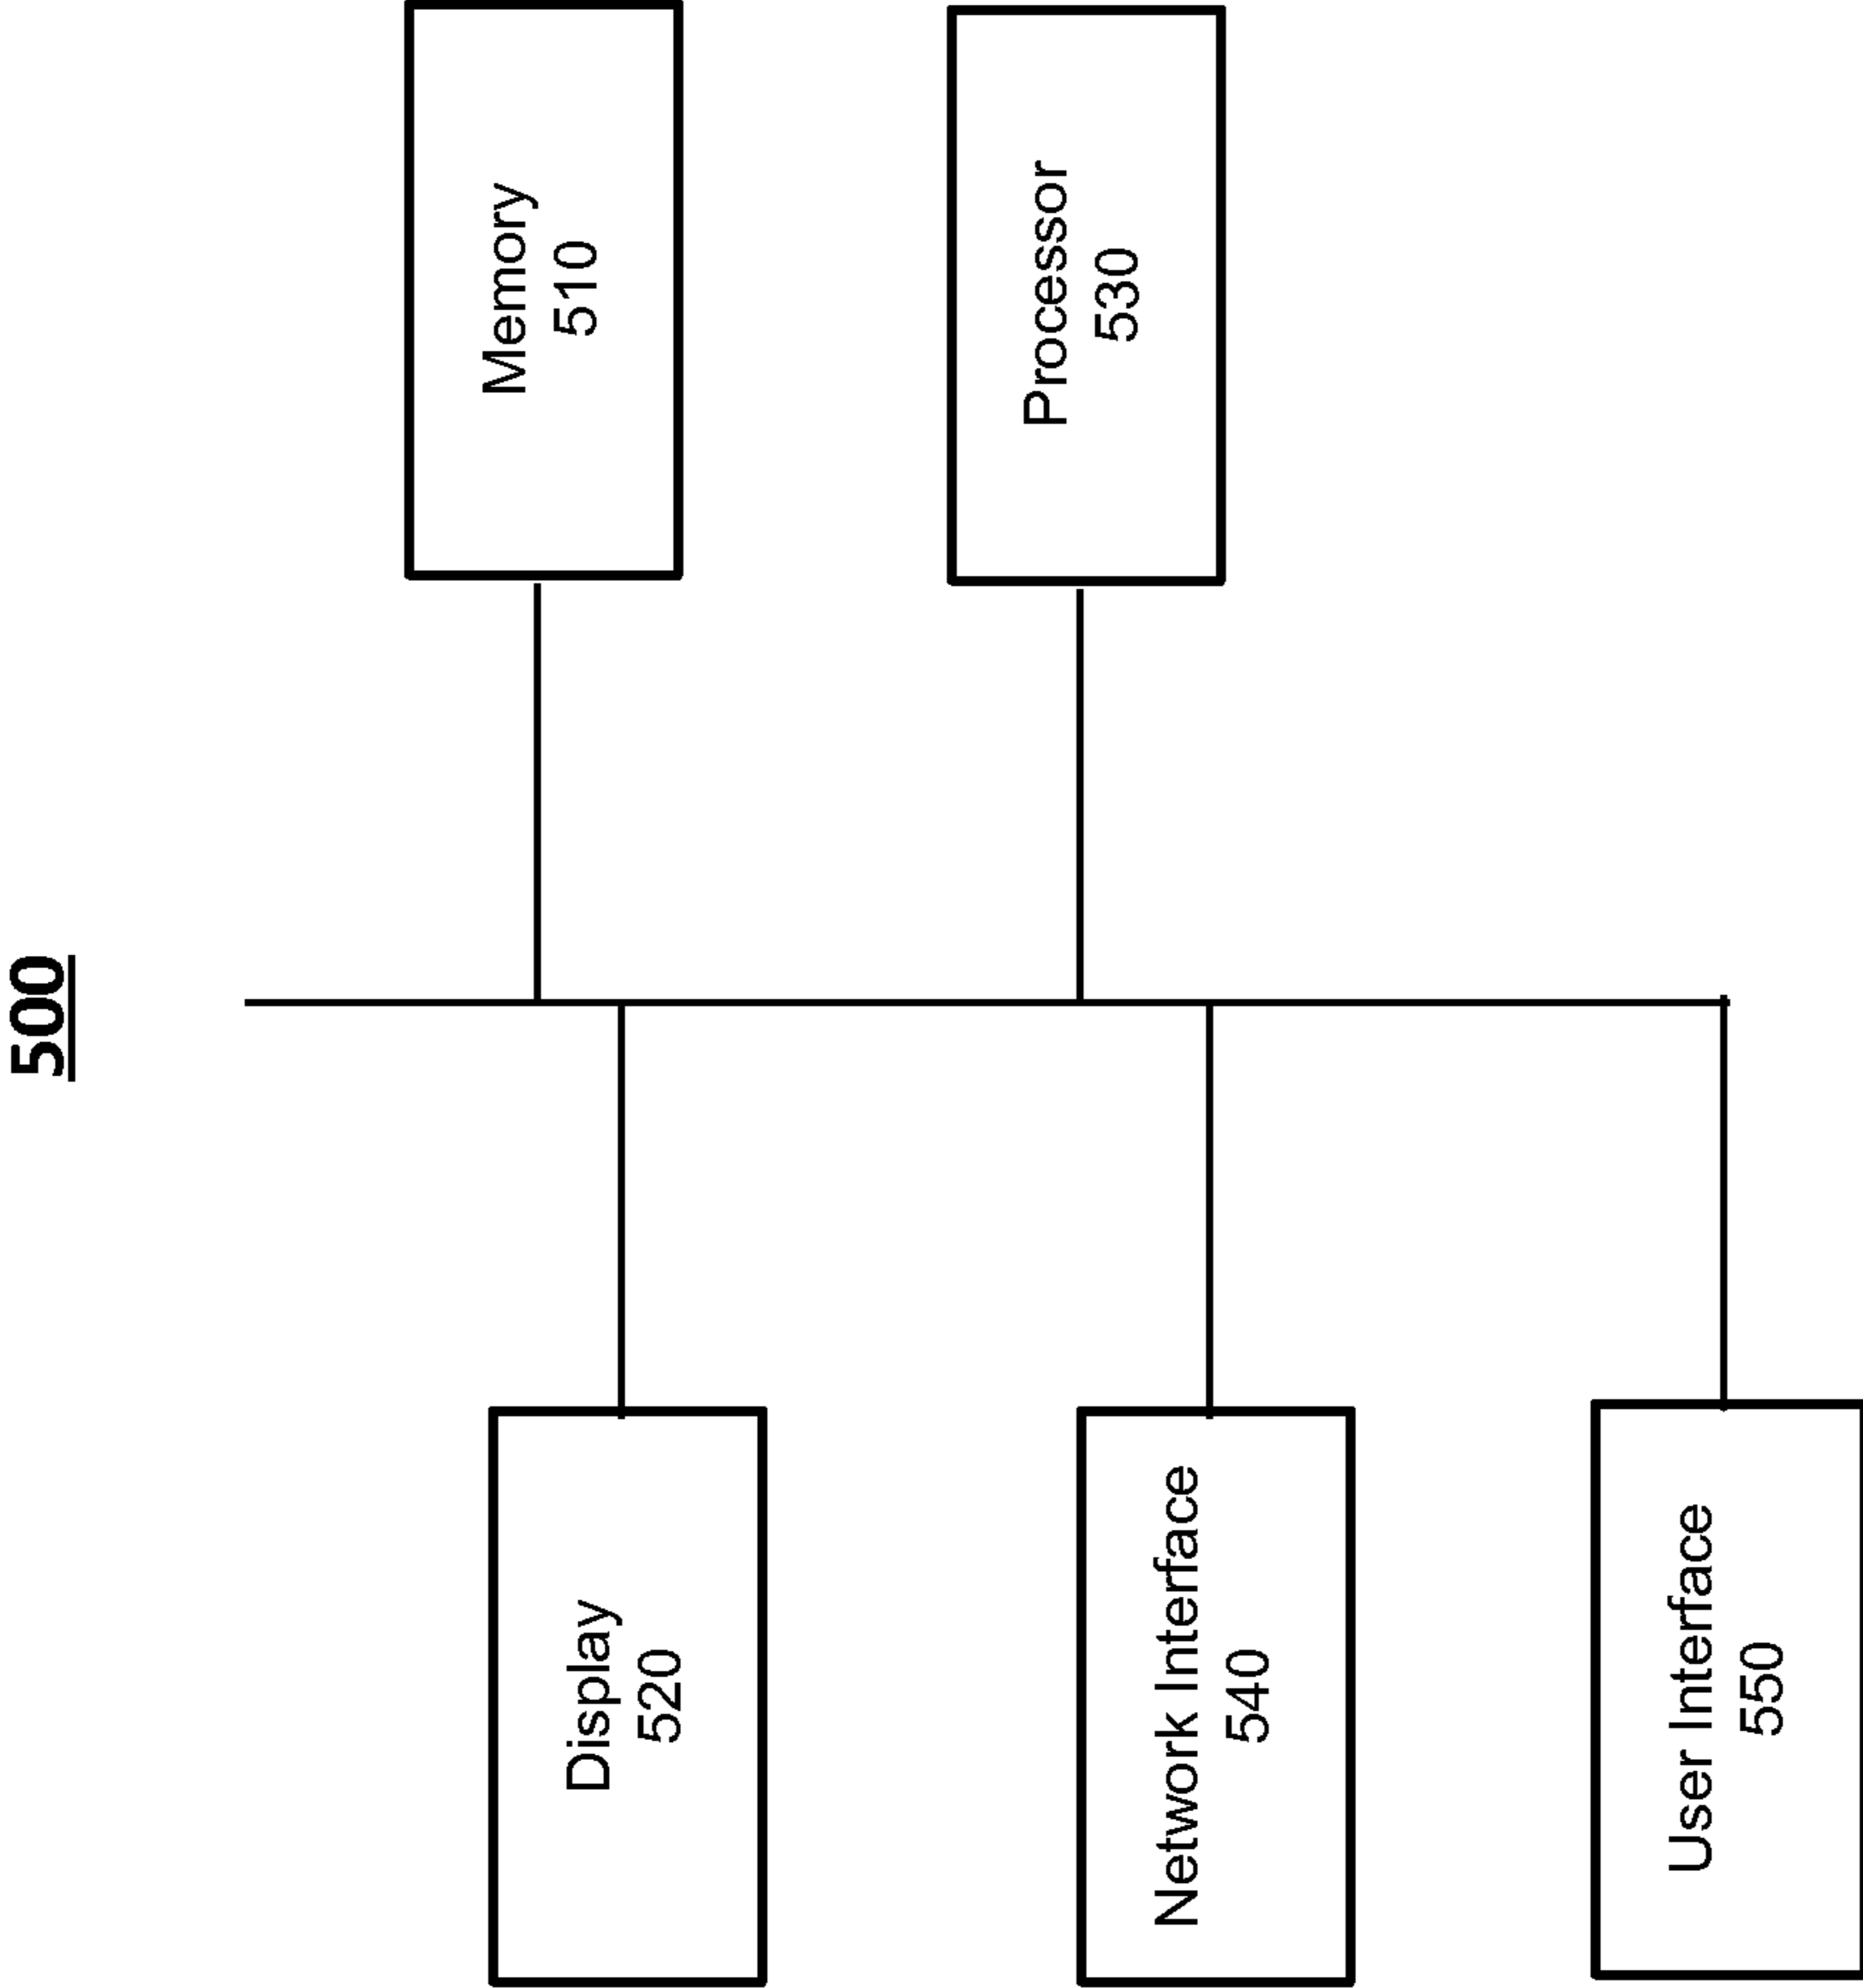 500
Memory
510
Display
520
Processor
530
Network Interface
540
User Interface
550